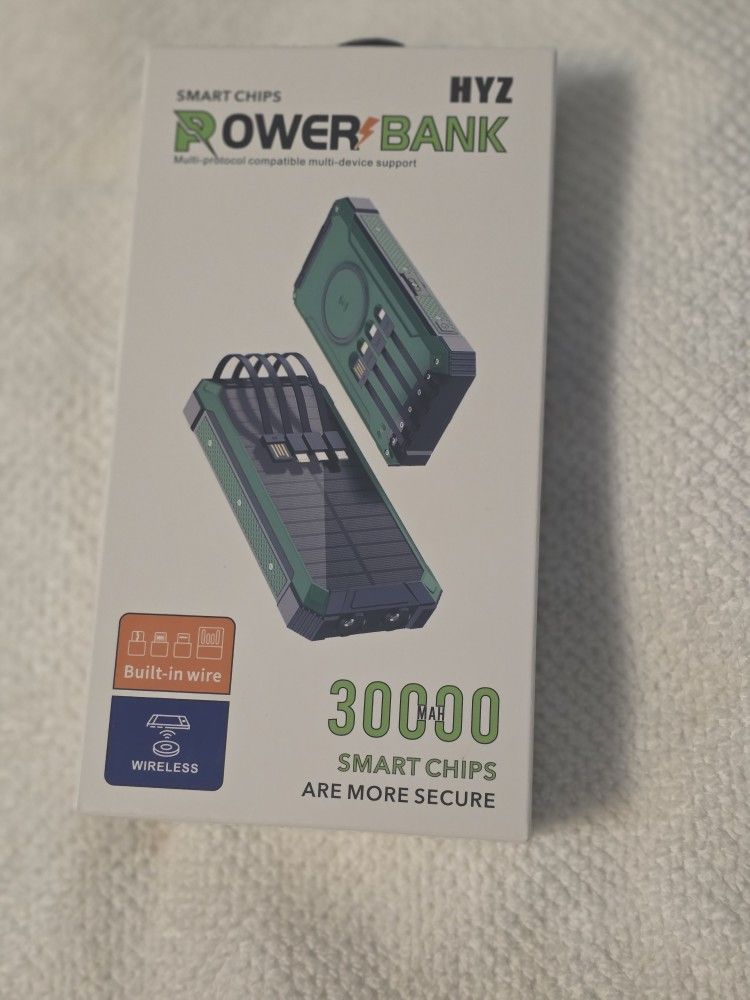 HYZ
SMART CHIPS
POWER BANK
Multi-protocol compatible multi-device support
Built-in wire
WIRELESS
30000
MAH
SMART CHIPS
ARE MORE SECURE